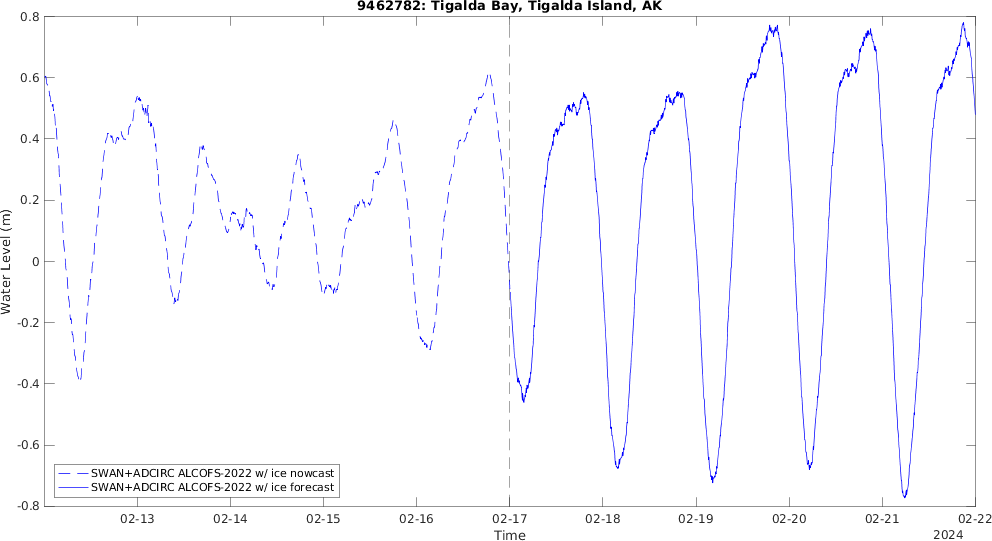 9462782: Tigalda Bay, Tigalda Island, AK
0.8
0.6
0.4
0.2
0
-0.2
-0.4
-0.6
-0.8
Water Level (m)
SWAN+ADCIRC ALCOFS-2022 w/ ice nowcast
SWAN+ADCIRC ALCOFS-2022 w/ ice forecast
02-13 02-14 02-15 02-16 02-17 02-18 02-19 02-20 02-21 02-22
Time
2024